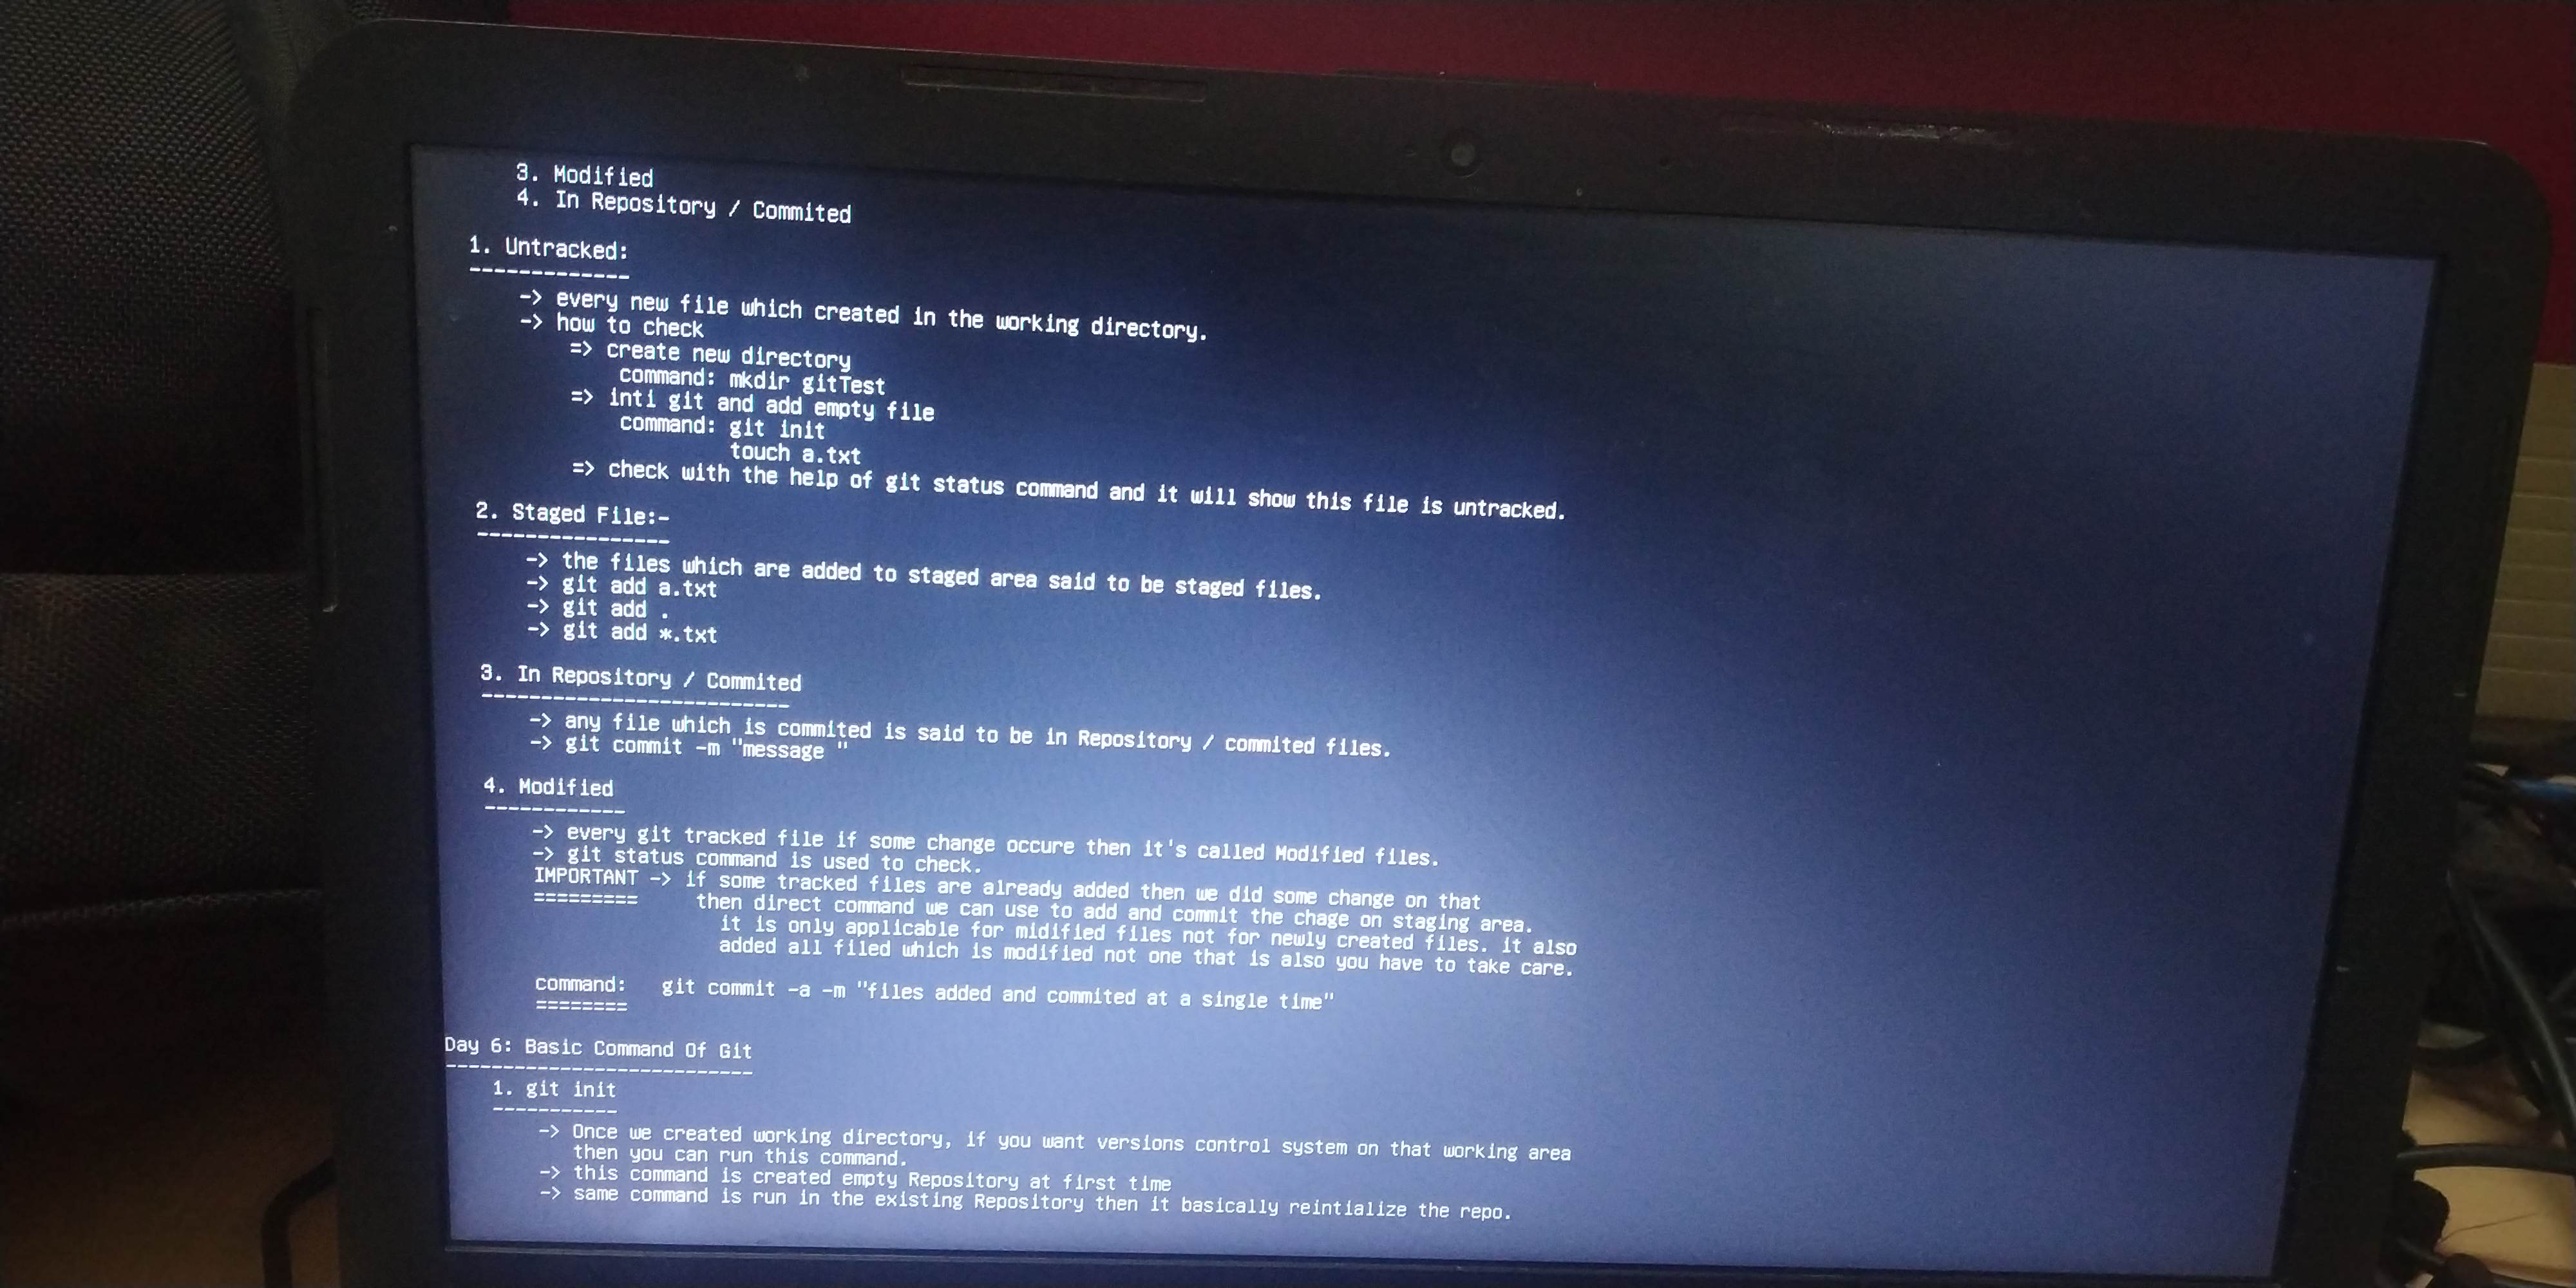 3. Modified
4. In Repository / Commited
1. Untracked:
-------------
-> every new file which created in the working directory.
-> how to check
=> create new directory
command: mkdir gitTest
=> inti git and add empty file
command: git init
touch a.txt
=> check with the help of git status command and it will show this file is untracked.
2. Staged File:-
----------------
-> the files which are added to staged area said to be staged files.
-> git add a.txt
-> git add .
-> git add *.txt
3. In Repository / Commited
--------------------------
-> any file which is commited is said to be in Repository / commited files.
-> git commit -m "message "
4. Modified
------------
-> every git tracked file if some change occure then it's called Modified files.
-> git status command is used to check.
IMPORTANT -> if some tracked files are already added then we did some change on that
========= then direct command we can use to add and commit the chage on staging area.
it is only applicable for midified files not for newly created files. it also
added all filed which is modified not one that is also you have to take care.
command: git commit -a -m "files added and commited at a single time"
========
Day 6: Basic Command Of Git
--------------------------
1. git init
-----------
-> Once we created working directory, if you want versions control system on that working area
then you can run this command.
-> this command is created empty Repository at first time
-> same command is run in the existing Repository then it basically reintialize the repo.